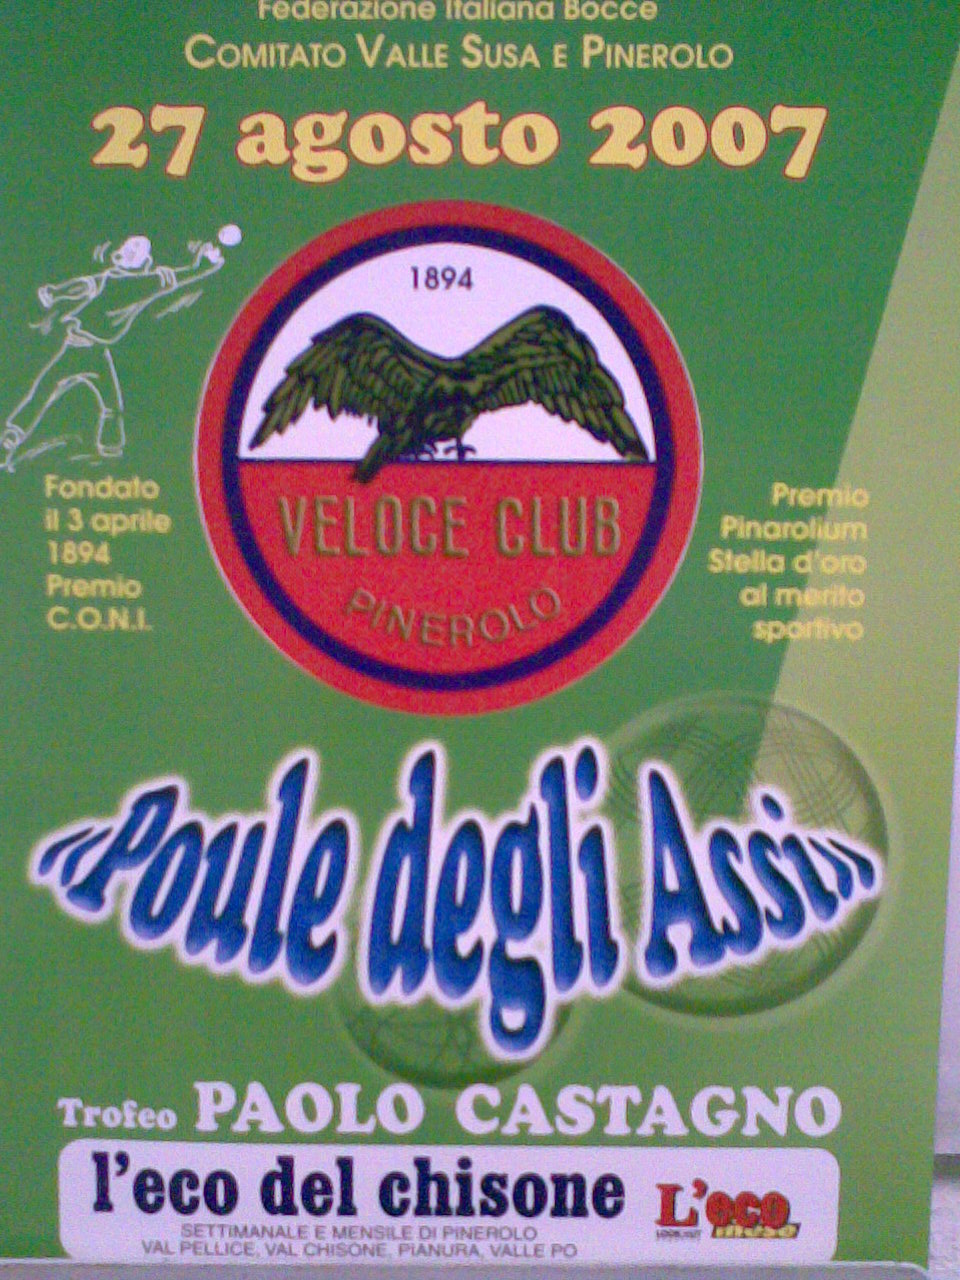 Federazione Italiana Bocce
COMITATO VALLE SUSA E PINEROLO
27 agosto 2007
1894
VELOCE CLUB
PINEROLO
Fondato
il 3 aprile
1894
Premio
C.O.N.I.
Premio
Pinarolium
Stella d'oro
al merito
sportivo
«Poule degli Assi»
Trofeo PAOLO CASTAGNO
l'eco del chisone
SETTIMANALE E MENSILE DI PINEROLO
VAL PELLICE, VAL CHISONE, PIANURA, VALLE PO
L'eco
mese